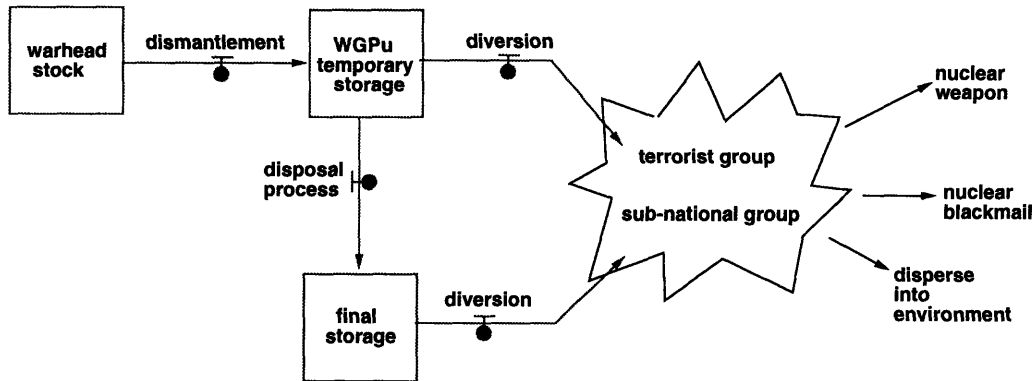 warhead
stock
dismantlement
WGPu
temporary
storage
diversion
disposal
process
final
storage
diversion
terrorist group
sub-national group
nuclear
weapon
nuclear
blackmail
disperse
into
environment